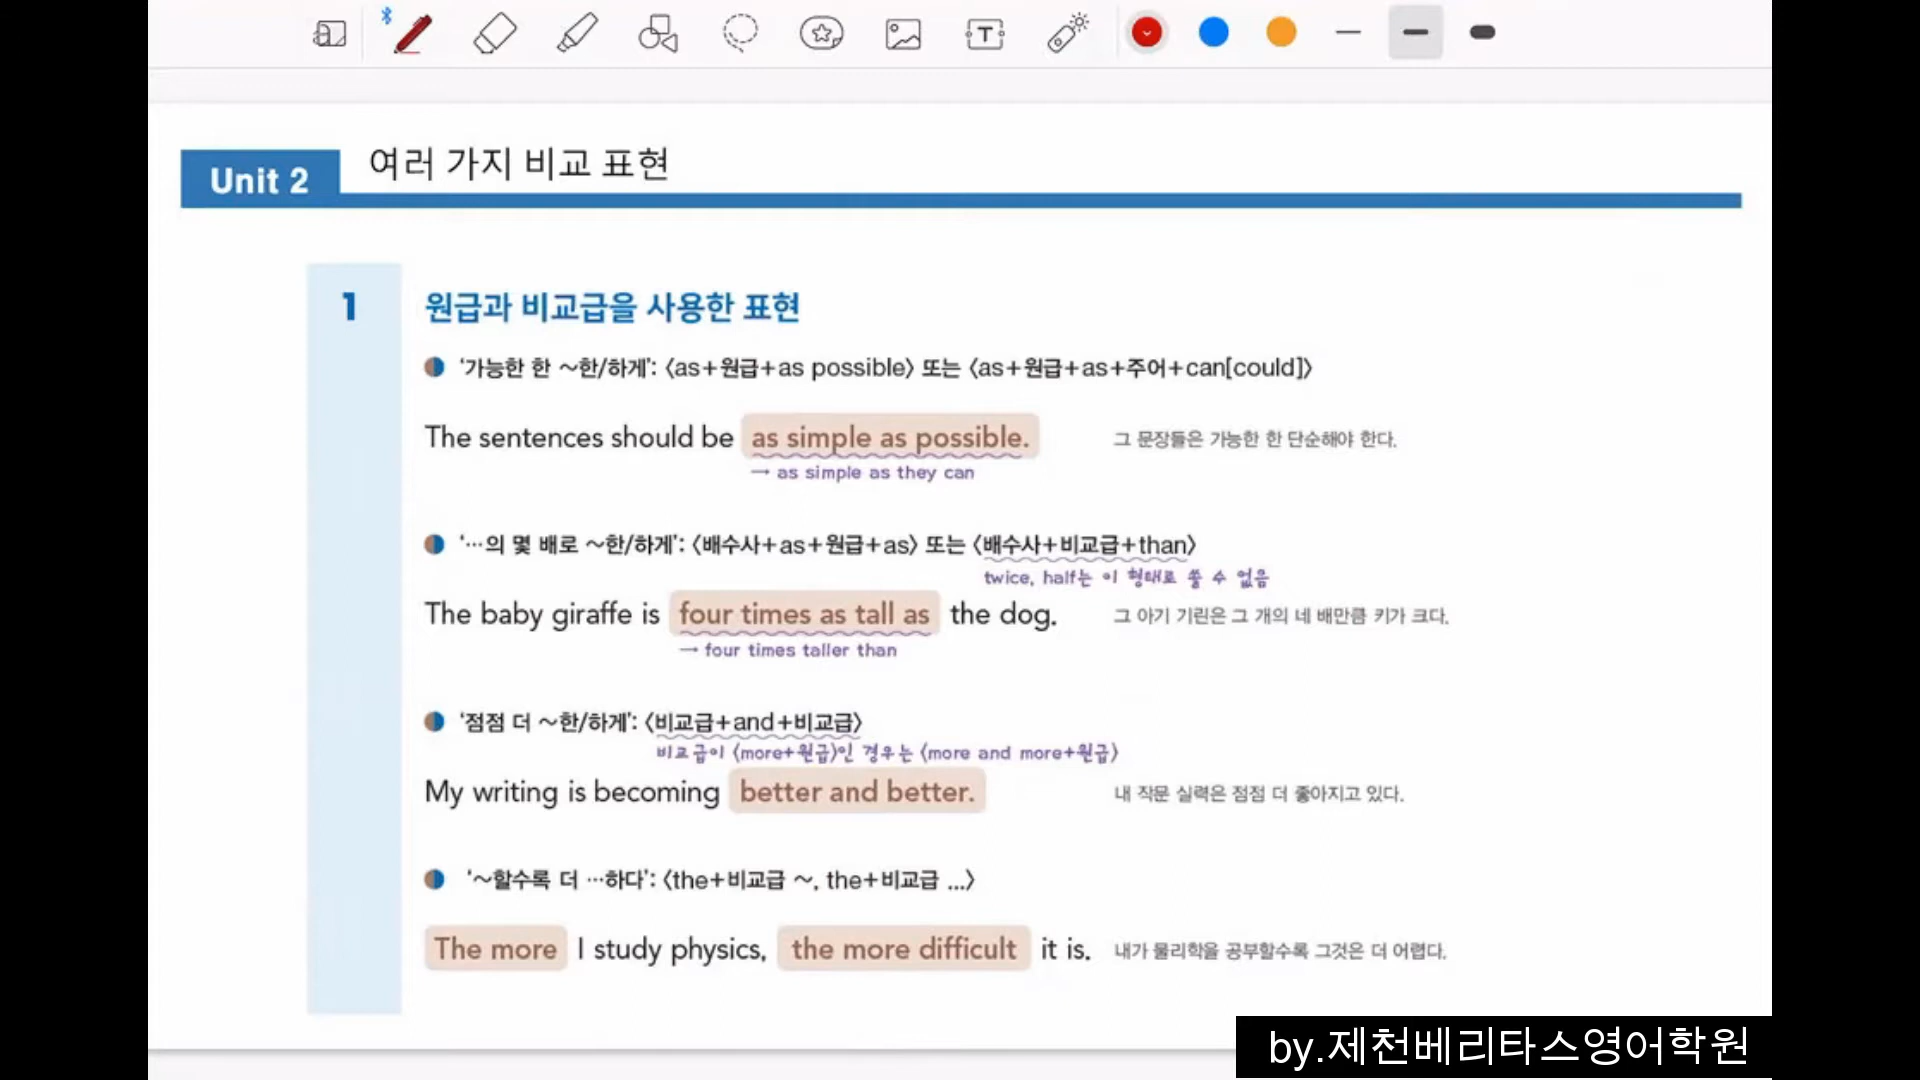 Unit 2 여러 가지 비교 표현
1 원급과 비교급을 사용한 표현
‘가능한 한 ~한/하게’: 〈as+원급+as possible〉 또는 〈as+원급+as+주어+can[could]〉
The sentences should be as simple as possible. 그 문장들은 가능한 한 단순해야 한다.
→ as simple as they can
‘…의 몇 배로 ~한/하게’: 〈배수사+as+원급+as〉 또는 〈배수사+비교급+than〉
twice, half는 이 형태로 쓸 수 없음
The baby giraffe is four times as tall as the dog. 그 아기 기린은 그 개의 네 배만큼 키가 크다.
→ four times taller than
‘점점 더 ~한/하게’: 〈비교급+and+비교급〉
비교급이 〈more+원급〉인 경우는 〈more and more+원급〉
My writing is becoming better and better. 내 작문 실력은 점점 더 좋아지고 있다.
‘~할수록 더 …하다’: 〈the+비교급 ~, the+비교급 ...〉
The more I study physics, the more difficult it is. 내가 물리학을 공부할수록 그것은 더 어렵다.
by.제천베리타스영어학원